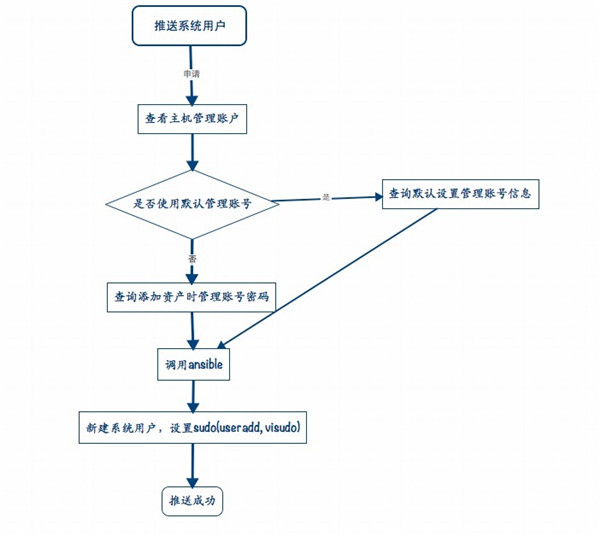 推送系统用户
申请
查看主机管理账户
是否使用默认管理账号
是
查询默认设置管理账号信息
否
查询添加资产时管理账号密码
调用ansible
新建系统用户，设置sudo(useradd, visudo)
推送成功